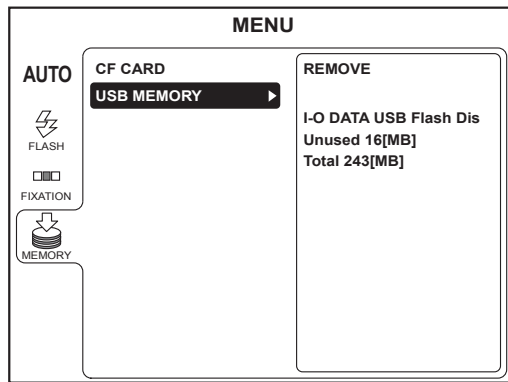 MENU
AUTO
FLASH
FIXATION
MEMORY
CF CARD
USB MEMORY
REMOVE
I-O DATA USB Flash Dis
Unused 16[MB]
Total 243[MB]